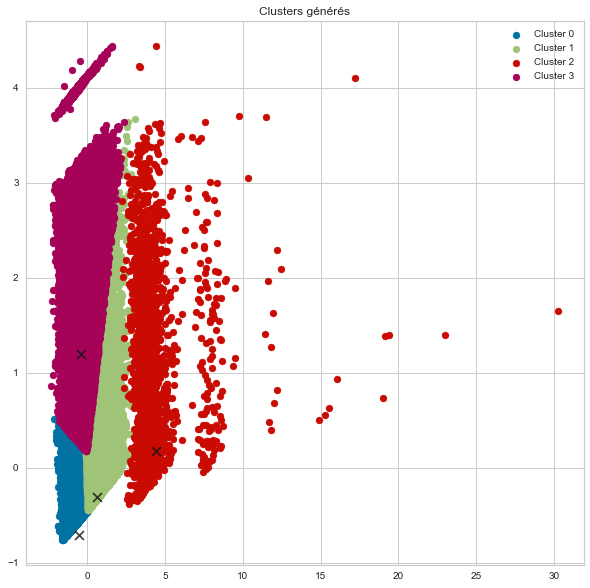 Clusters générés
Cluster 0
Cluster 1
Cluster 2
Cluster 3
4
3
2
1
0
−1
0 5 10 15 20 25 30